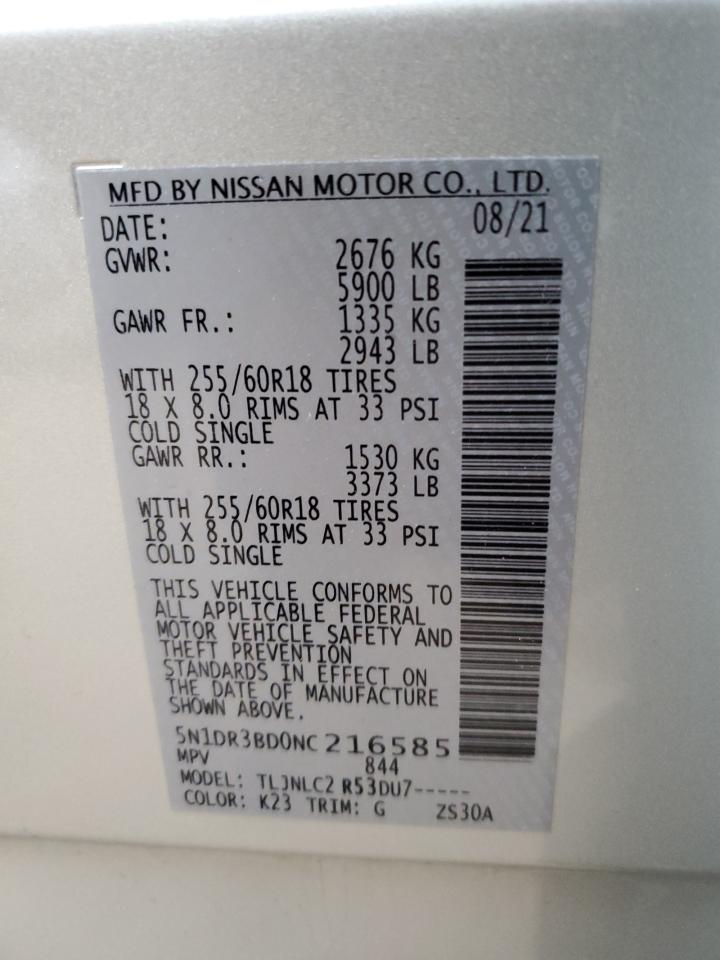 MFD BY NISSAN MOTOR CO., LTD.
DATE: 08/21
GVWR: 2676 KG
5900 LB
GAWR FR.: 1335 KG
2943 LB
WITH 255/60R18 TIRES
18 X 8.0 RIMS AT 33 PSI
COLD SINGLE
GAWR RR.: 1530 KG
3373 LB
WITH 255/60R18 TIRES
18 X 8.0 RIMS AT 33 PSI
COLD SINGLE
THIS VEHICLE CONFORMS TO
ALL APPLICABLE FEDERAL
MOTOR VEHICLE SAFETY AND
THEFT PREVENTION
STANDARDS IN EFFECT ON
THE DATE OF MANUFACTURE
SHOWN ABOVE.
5N1DR3BD0NC 216585
MPV 844
MODEL: TLJNLC2 R53DU7-----
COLOR: K23 TRIM: G ZS30A